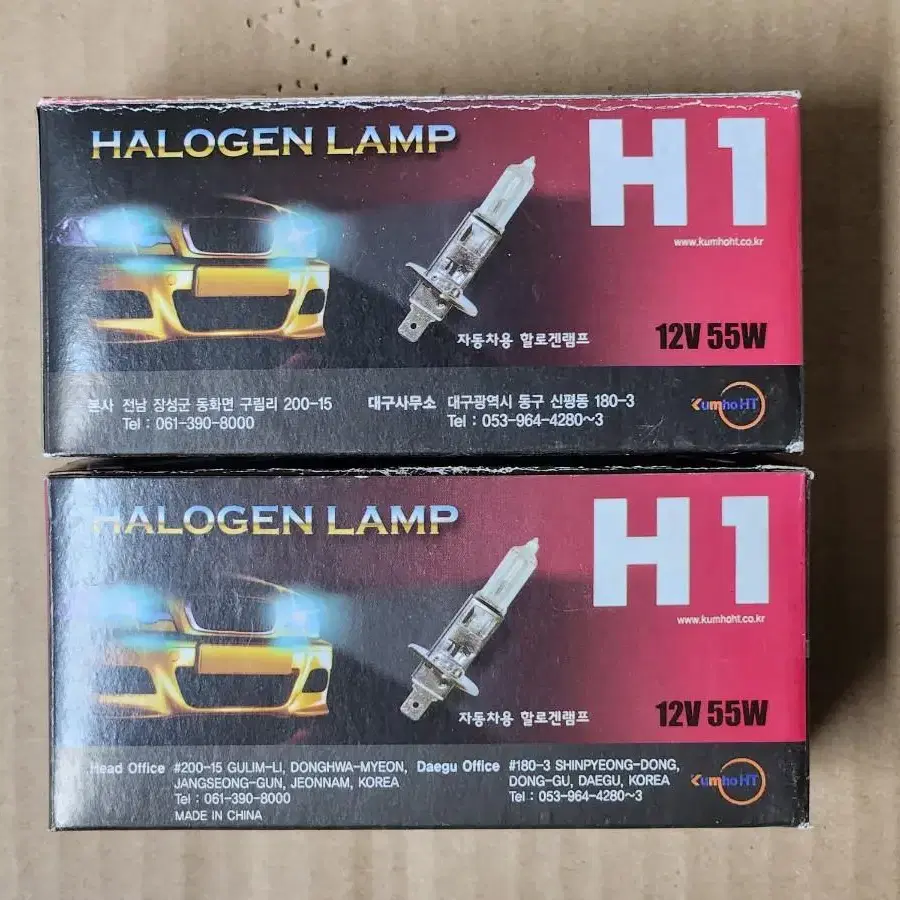 HALOGEN LAMP
H1
www.kumhoht.co.kr
자동차용 할로겐램프
12V 55W
본사 전남 장성군 동화면 구림리 200-15
Tel : 061-390-8000
대구사무소 대구광역시 동구 신평동 180-3
Tel : 053-964-4280~3
Kumho HT
HALOGEN LAMP
H1
www.kumhoht.co.kr
자동차용 할로겐램프
12V 55W
Head Office #200-15 GULIM-LI, DONGHWA-MYEON,
JANGSEONG-GUN, JEONNAM, KOREA
Tel : 061-390-8000
MADE IN CHINA
Daegu Office #180-3 SHINPYEONG-DONG,
DONG-GU, DAEGU, KOREA
Tel : 053-964-4280~3
Kumho HT